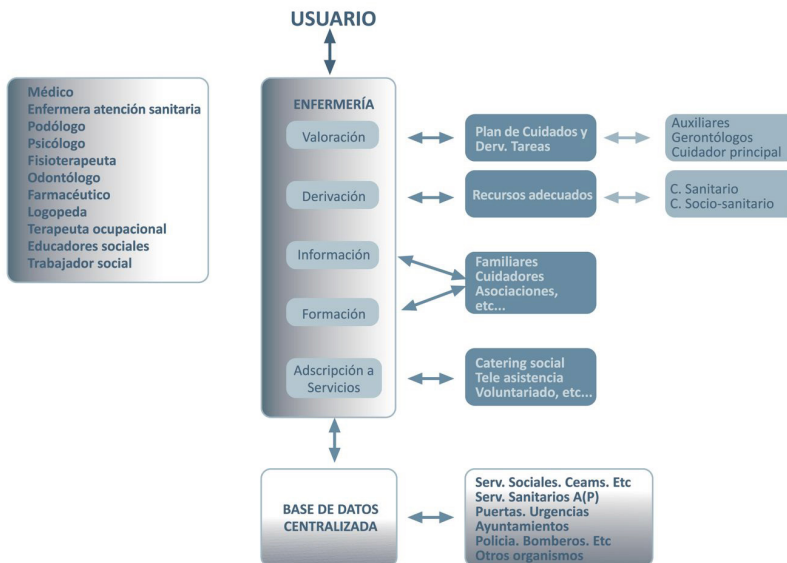 USUARIO
Médico
Enfermera atención sanitaria
Podólogo
Psicólogo
Fisioterapeuta
Odontólogo
Farmacéutico
Logopeda
Terapeuta ocupacional
Educadores sociales
Trabajador social
ENFERMERÍA
Valoración
Derivación
Información
Formación
Adscripción a
Servicios
Plan de Cuidados y
Derv. Tareas
Recursos adecuados
Familiares
Cuidadores
Asociaciones,
etc...
Catering social
Tele asistencia
Voluntariado, etc...
Auxiliares
Gerontólogos
Cuidador principal
C. Sanitario
C. Socio-sanitario
BASE DE DATOS
CENTRALIZADA
Serv. Sociales. Ceams. Etc
Serv. Sanitarios A(P)
Puertas. Urgencias
Ayuntamientos
Policia. Bomberos. Etc
Otros organismos